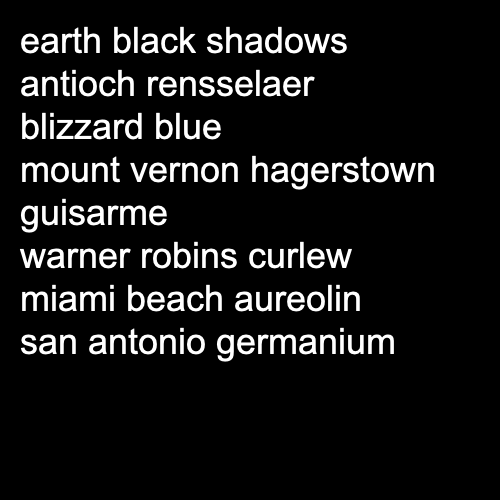 earth black shadows
antioch rensselaer
blizzard blue
mount vernon hagerstown
guisarme
warner robins curlew
miami beach aureolin
san antonio germanium